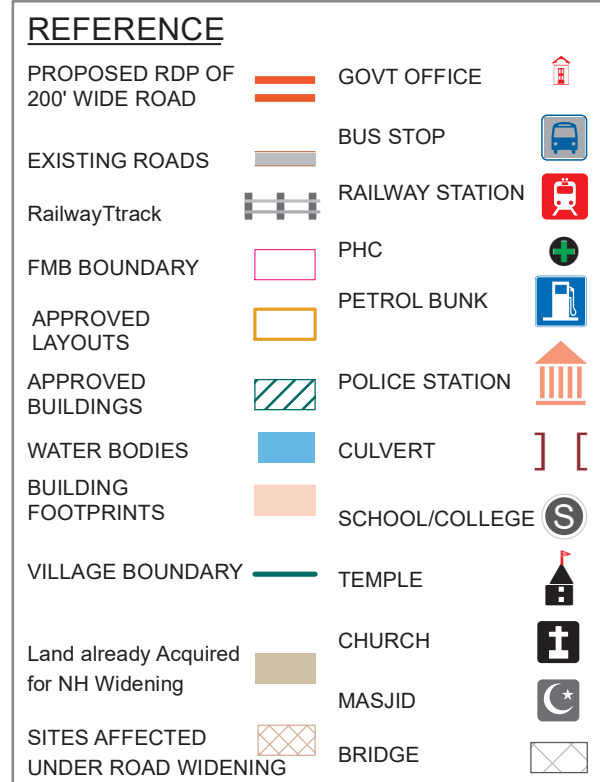 REFERENCE
PROPOSED RDP OF
200' WIDE ROAD
EXISTING ROADS
RailwayTtrack
FMB BOUNDARY
APPROVED
LAYOUTS
APPROVED
BUILDINGS
WATER BODIES
BUILDING
FOOTPRINTS
VILLAGE BOUNDARY
Land already Acquired
for NH Widening
SITES AFFECTED
UNDER ROAD WIDENING
GOVT OFFICE
BUS STOP
RAILWAY STATION
PHC
PETROL BUNK
POLICE STATION
CULVERT
] [
SCHOOL/COLLEGE
S
TEMPLE
CHURCH
MASJID
BRIDGE